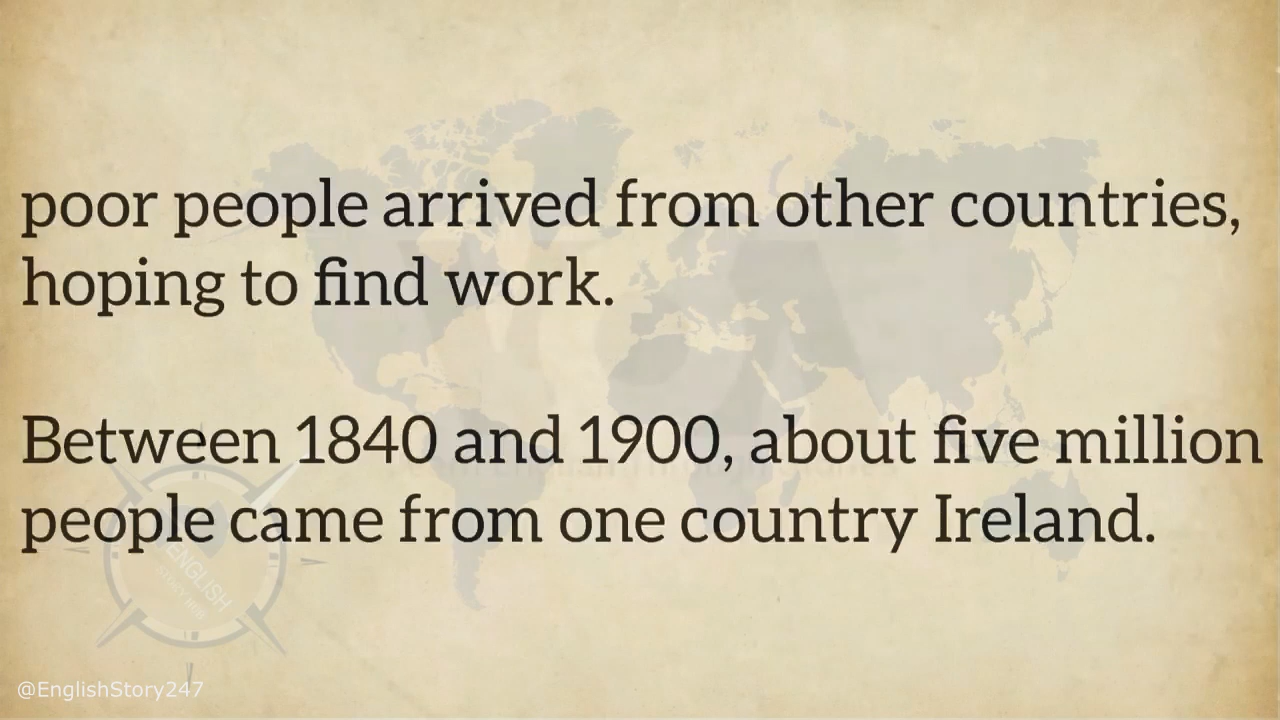 poor people arrived from other countries,
hoping to find work.
Between 1840 and 1900, about five million
people came from one country Ireland.
ENGLISH
@EnglishStory247